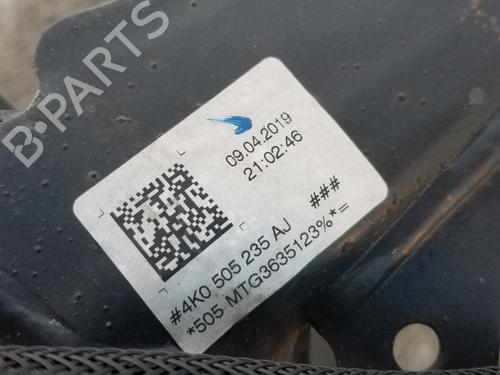 B-PARTS
09.04.2019
21:02:46
#4K0 505 235 AJ ###
*505 MTG3635123%*=